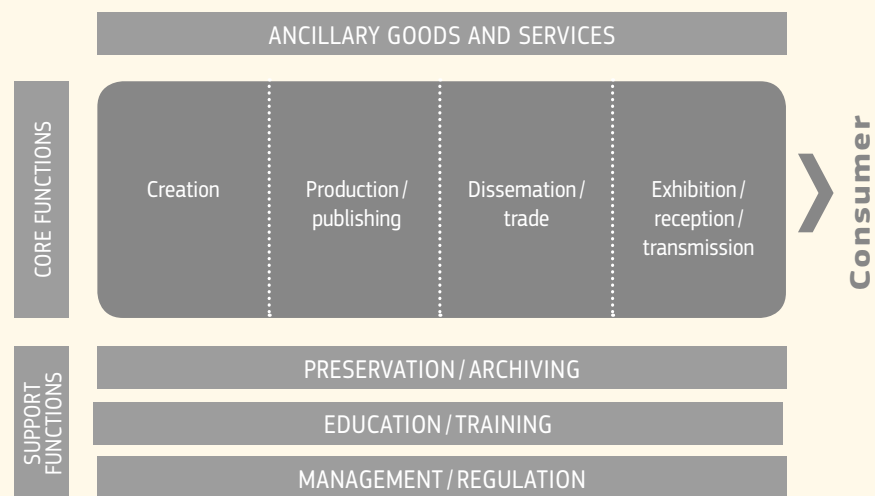 ANCILLARY GOODS AND SERVICES
CORE FUNCTIONS
Creation
Production/
publishing
Dissemation/
trade
Exhibition/
reception/
transmission
Consumer
SUPPORT
FUNCTIONS
PRESERVATION/ARCHIVING
EDUCATION/TRAINING
MANAGEMENT/REGULATION